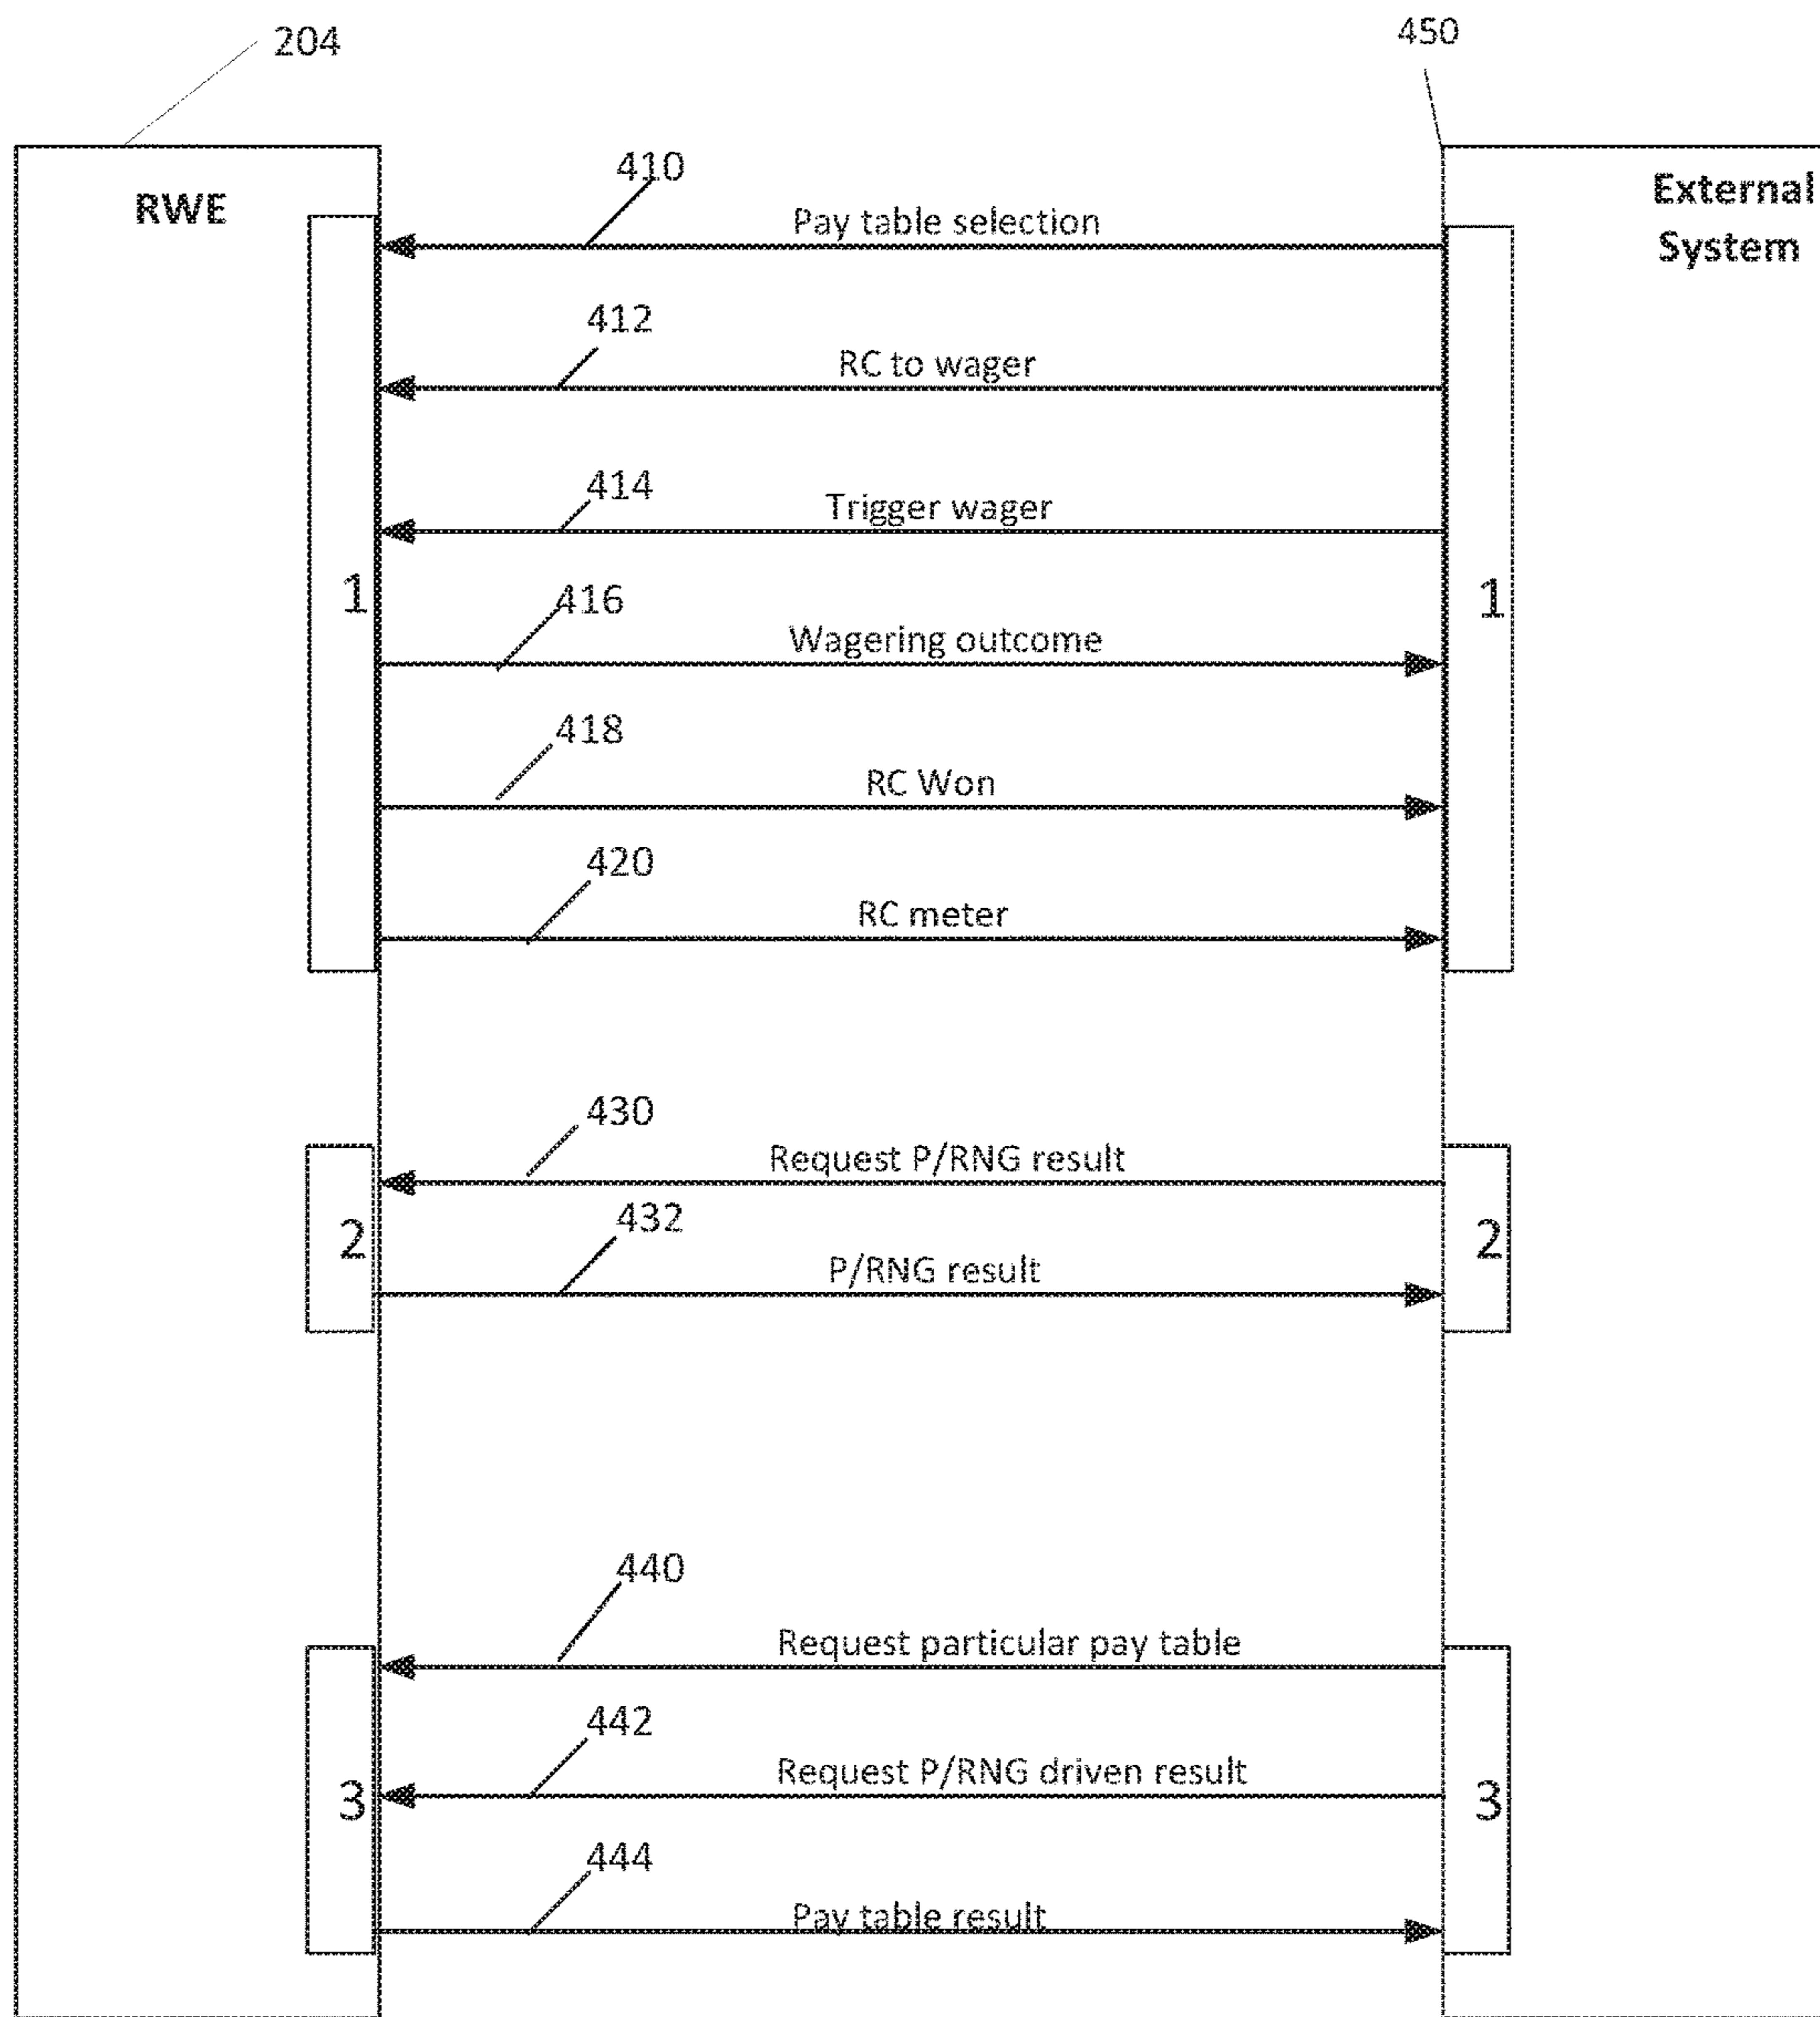 204
450
RWE
External
System
410
Pay table selection
412
RC to wager
414
Trigger wager
1
1
416
Wagering outcome
418
RC Won
420
RC meter
430
Request P/RNG result
2
2
432
P/RNG result
440
Request particular pay table
442
Request P/RNG driven result
3
3
444
Pay table result